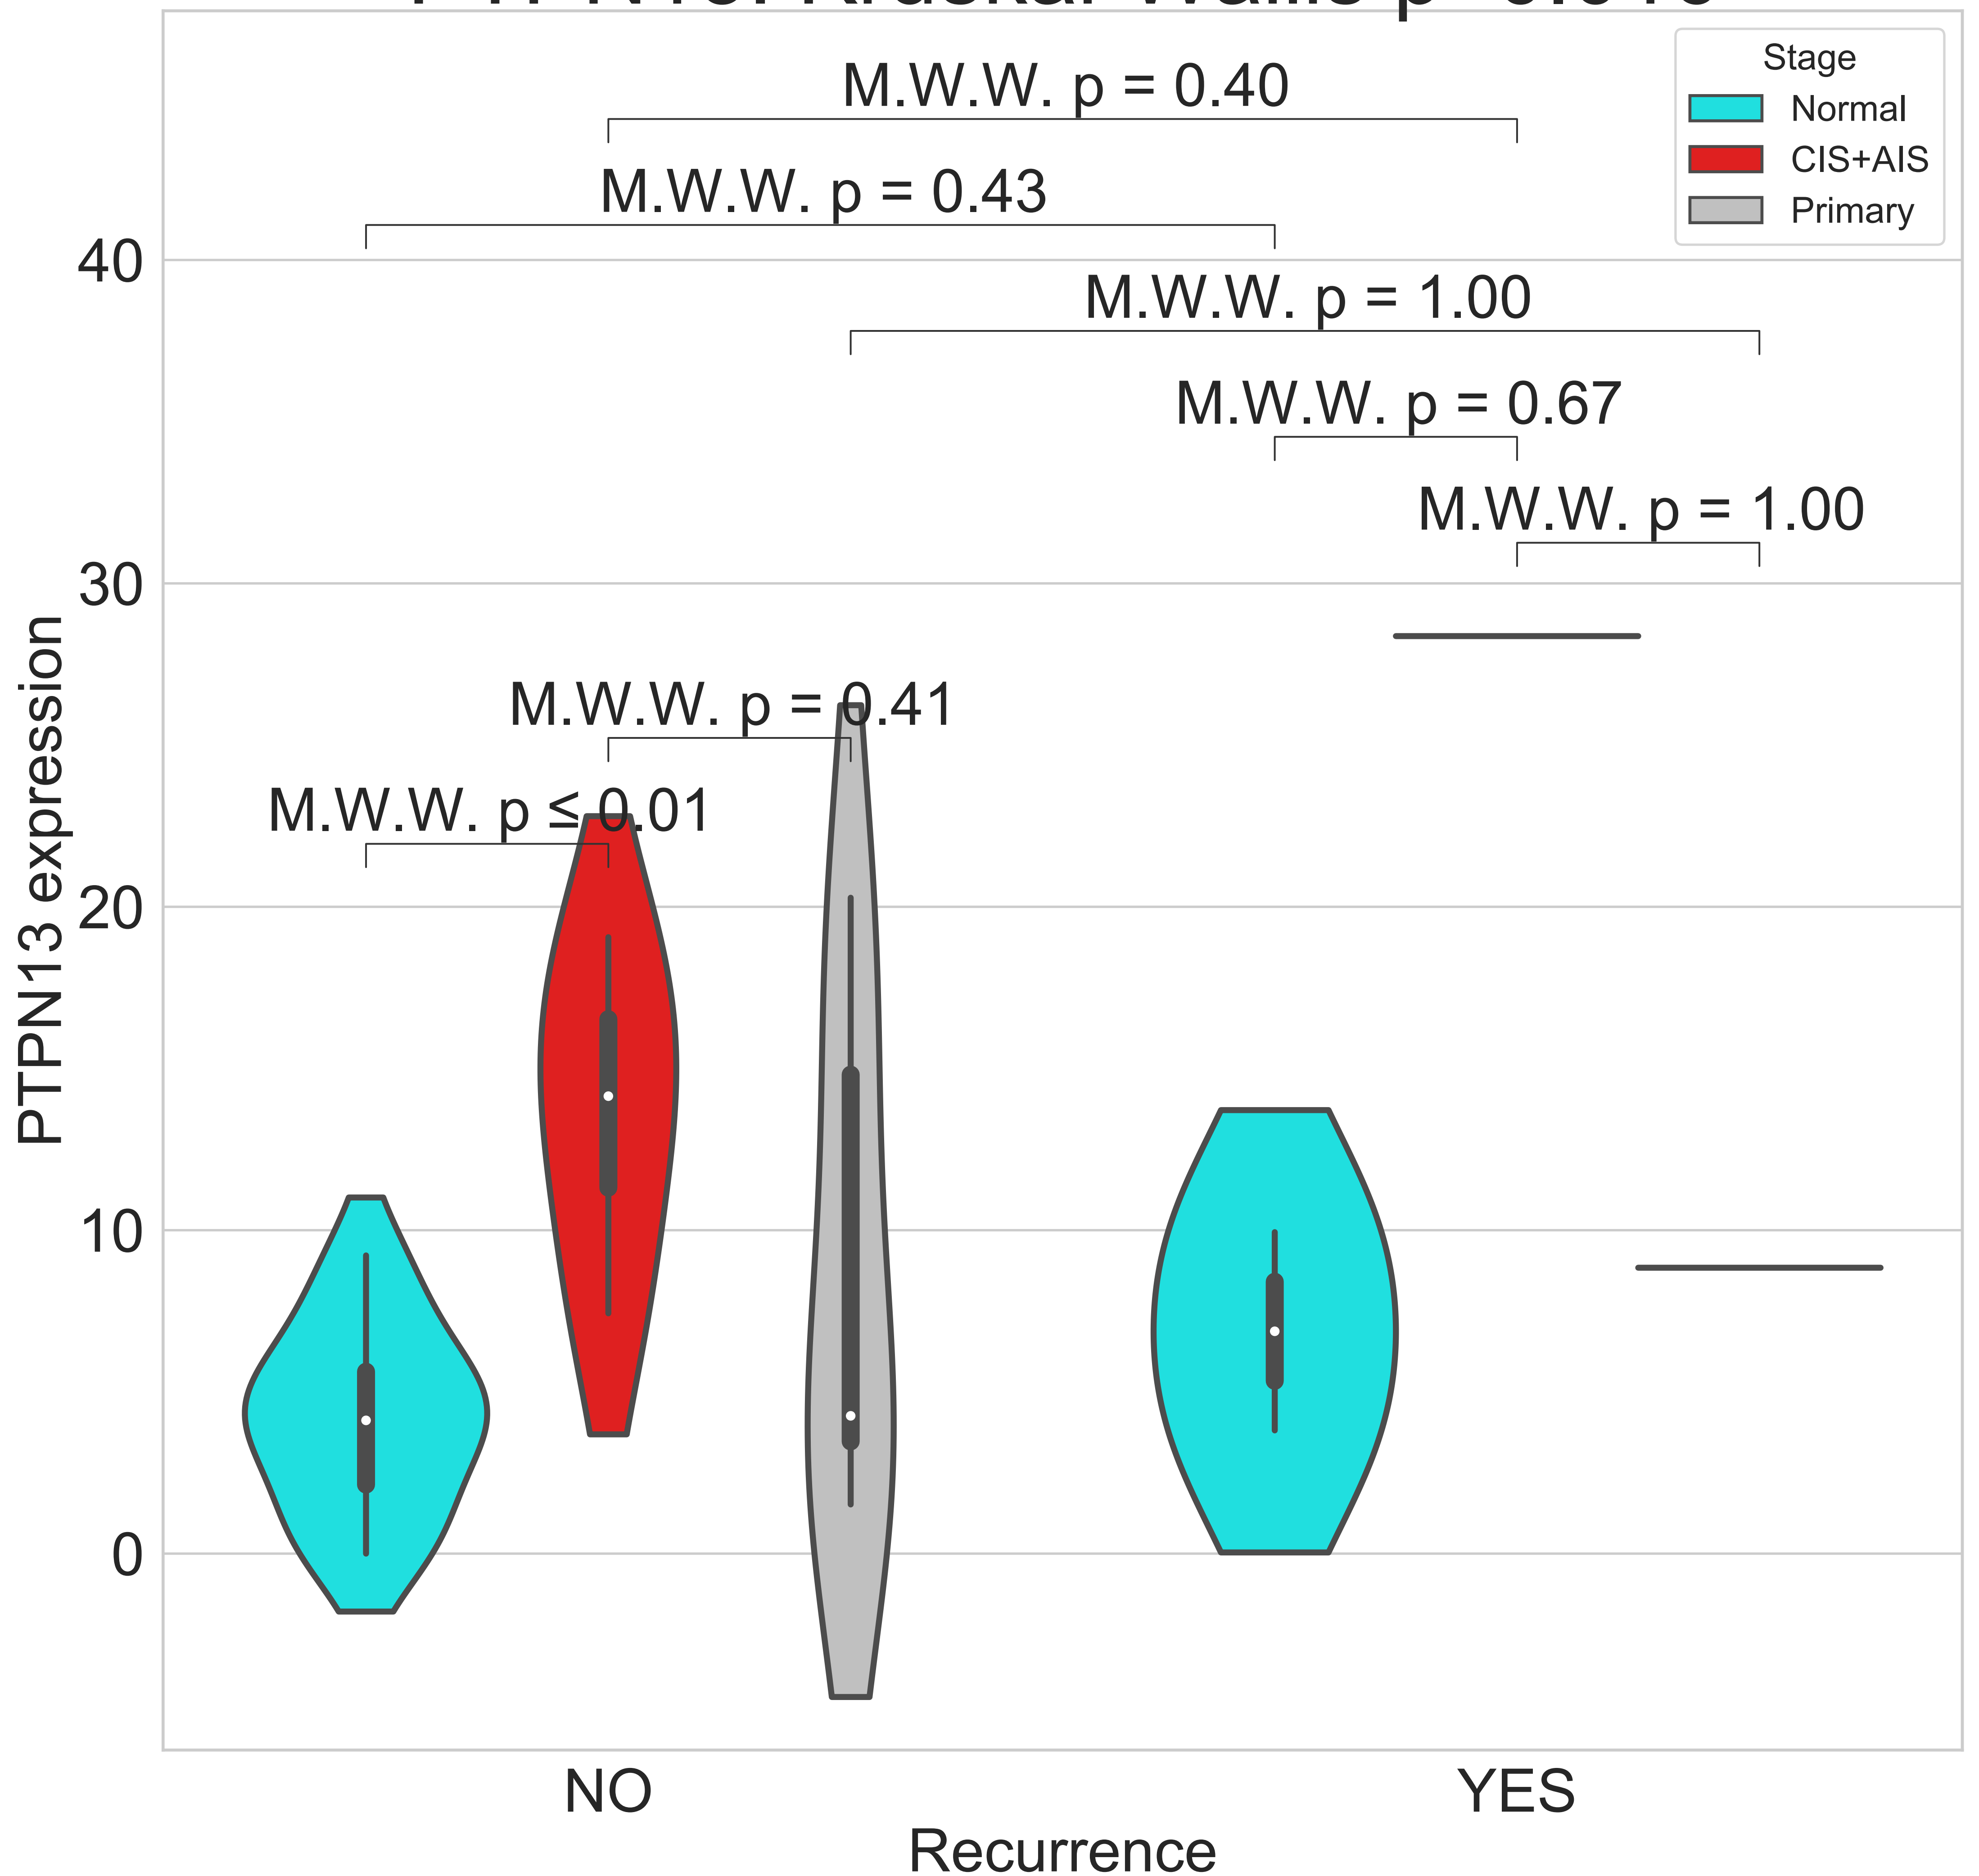 Stage
Normal
CIS+AIS
Primary
M.W.W. p = 0.40
M.W.W. p = 0.43
M.W.W. p = 1.00
M.W.W. p = 0.67
M.W.W. p = 1.00
M.W.W. p = 0.41
M.W.W. p ≤ 0.01
40
30
20
10
0
PTPN13 expression
NO
YES
Recurrence